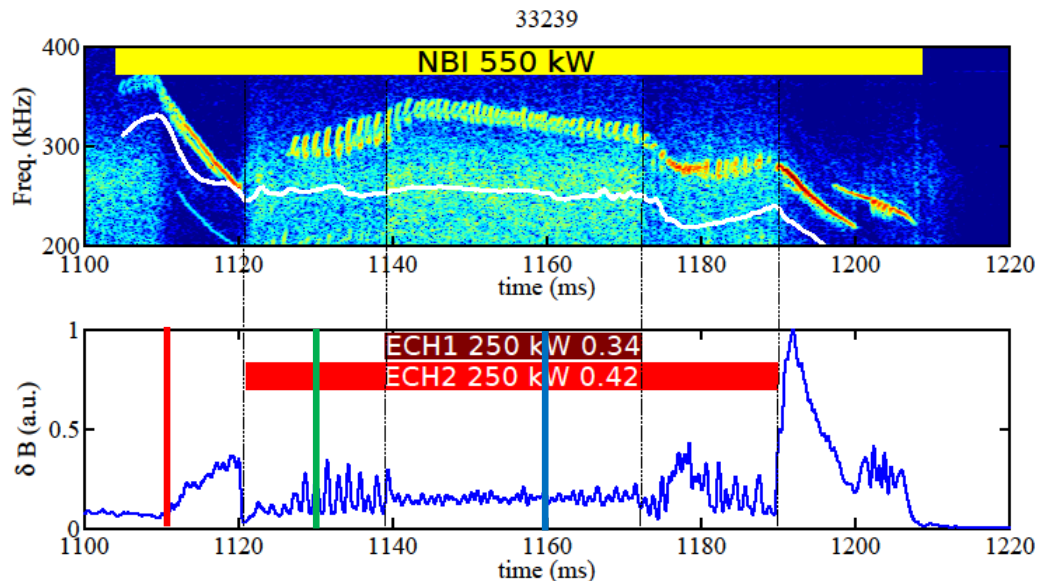 33239
NBI 550 kW
400
300
200
Freq. (kHz)
1100 1120 1140 1160 1180 1200 1220
time (ms)
ECH1 250 kW 0.34
ECH2 250 kW 0.42
1
0.5
0
δ B (a.u.)
1100 1120 1140 1160 1180 1200 1220
time (ms)